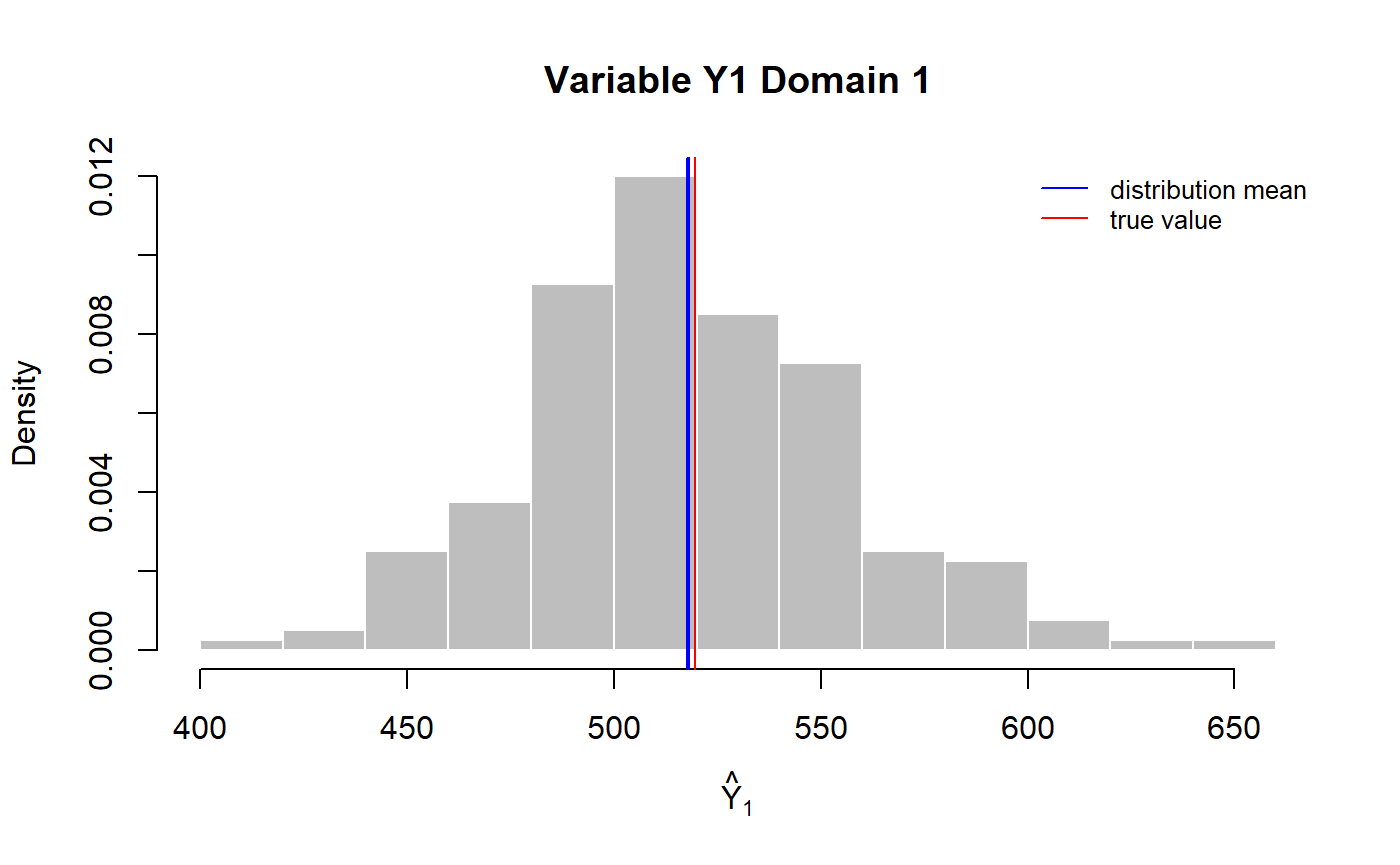 Variable Y1 Domain 1
distribution mean
true value
Density
0.012
0.008
0.004
0.000
400 450 500 550 600 650
Ŷ₁